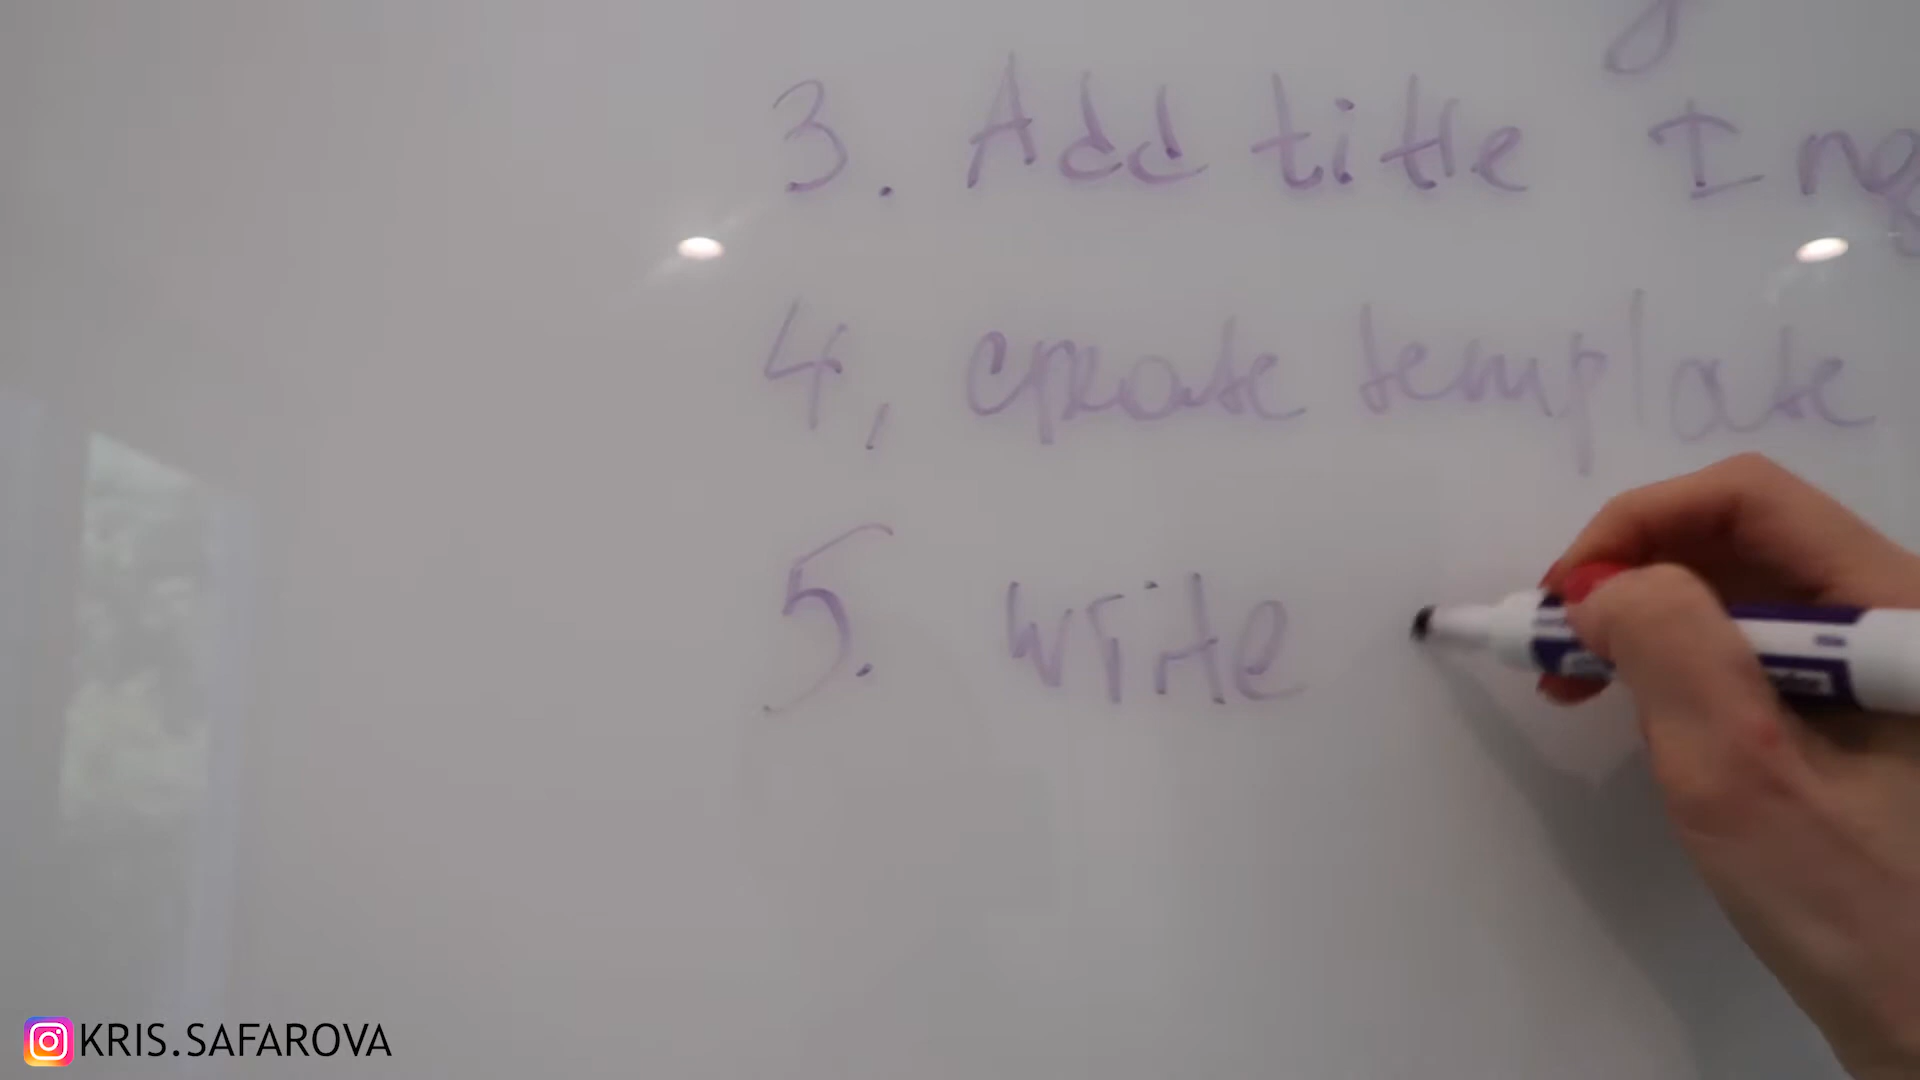 3. Add title
4, create template
5. write
KRIS.SAFAROVA